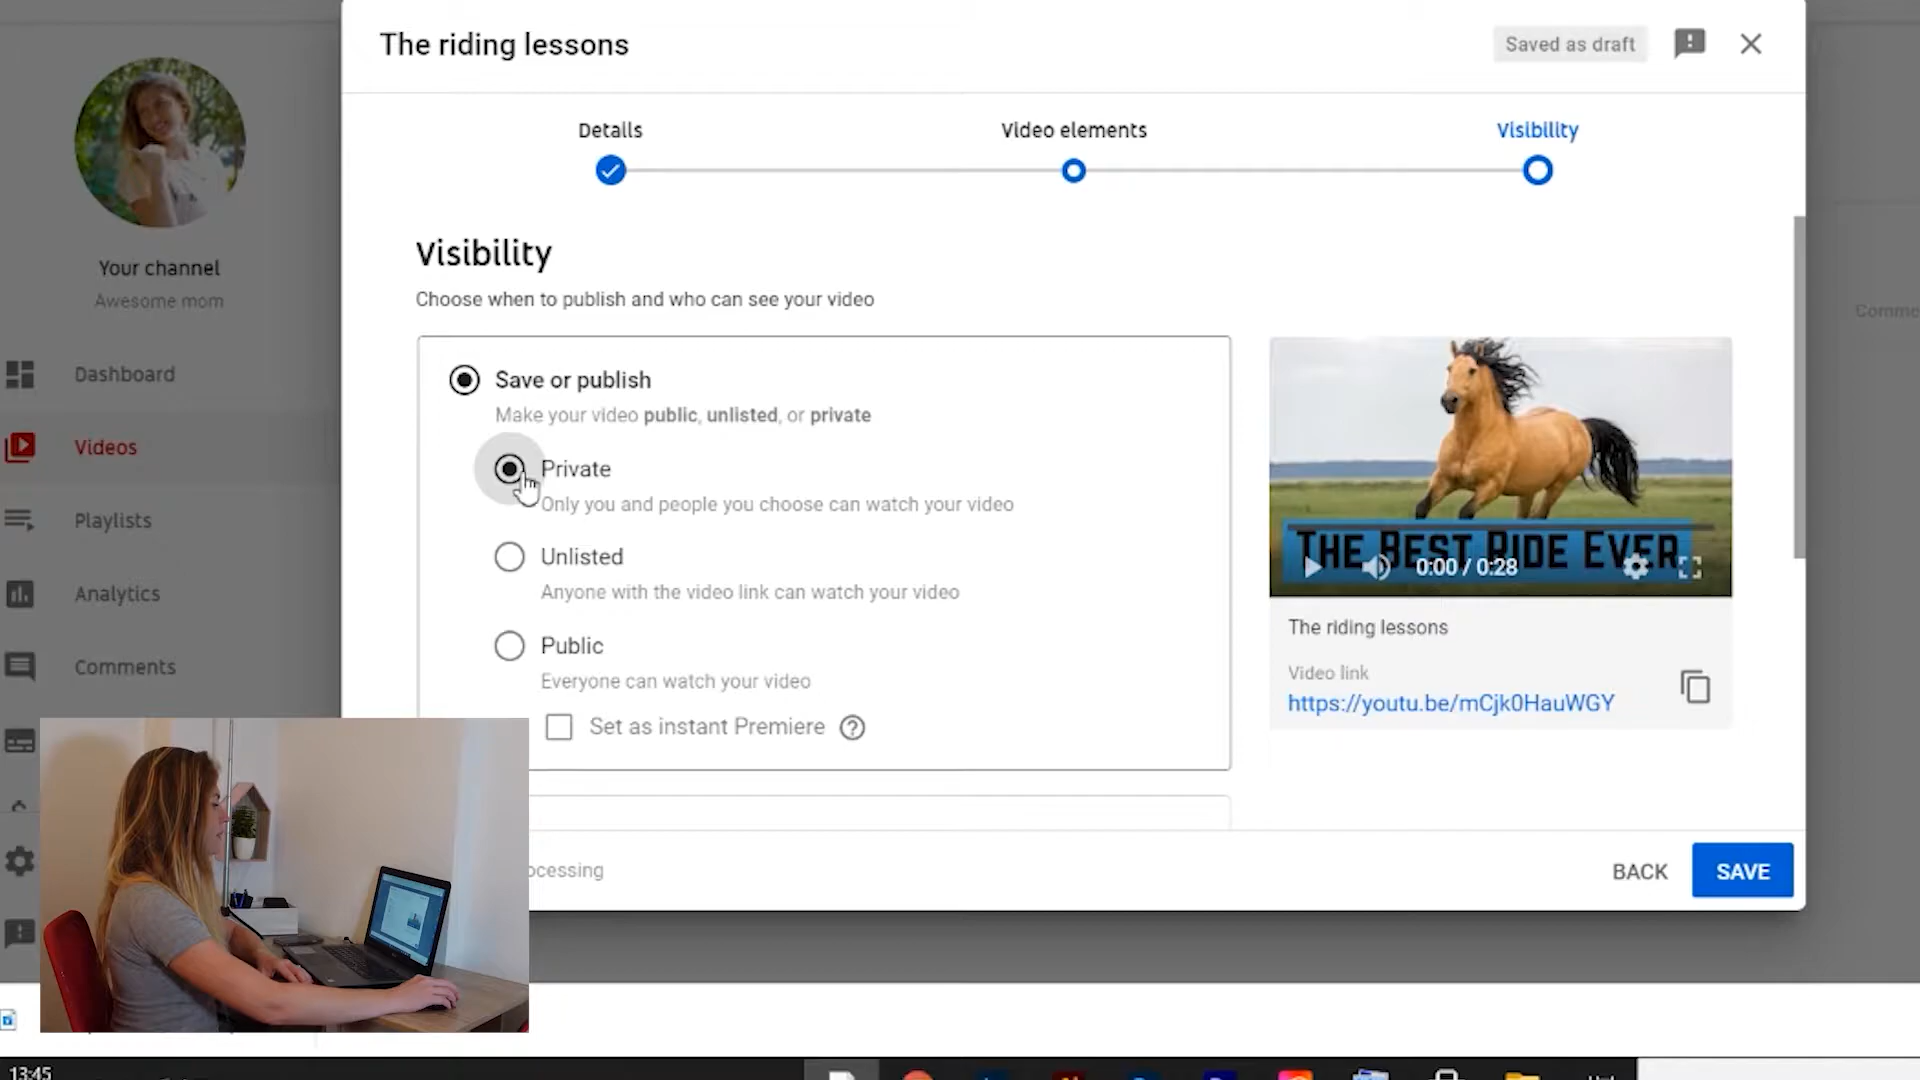 The riding lessons
Saved as draft
Details
Video elements
Visibility
Your channel
Awesome mom
Dashboard
Videos
Playlists
Analytics
Comments
Visibility
Choose when to publish and who can see your video
Save or publish
Make your video public, unlisted, or private
Private
Only you and people you choose can watch your video
Unlisted
Anyone with the video link can watch your video
Public
Everyone can watch your video
Set as instant Premiere
THE BEST RIDE EVER
0:00 / 0:28
The riding lessons
Video link
https://youtu.be/mCjk0HauWGY
BACK
SAVE
13:45